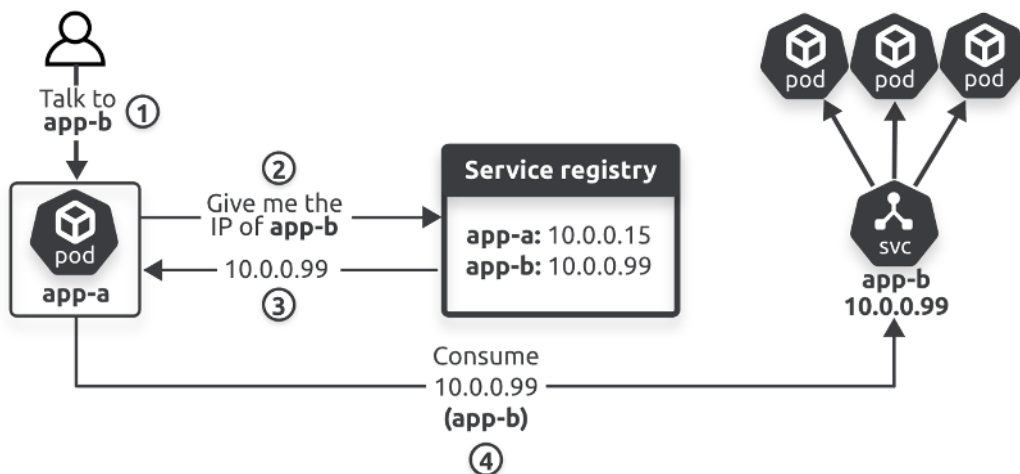 Talk to
app-b
1
pod
app-a
2
Give me the
IP of app-b
10.0.0.99
3
Service registry
app-a: 10.0.0.15
app-b: 10.0.0.99
pod
pod
pod
svc
app-b
10.0.0.99
Consume
10.0.0.99
(app-b)
4